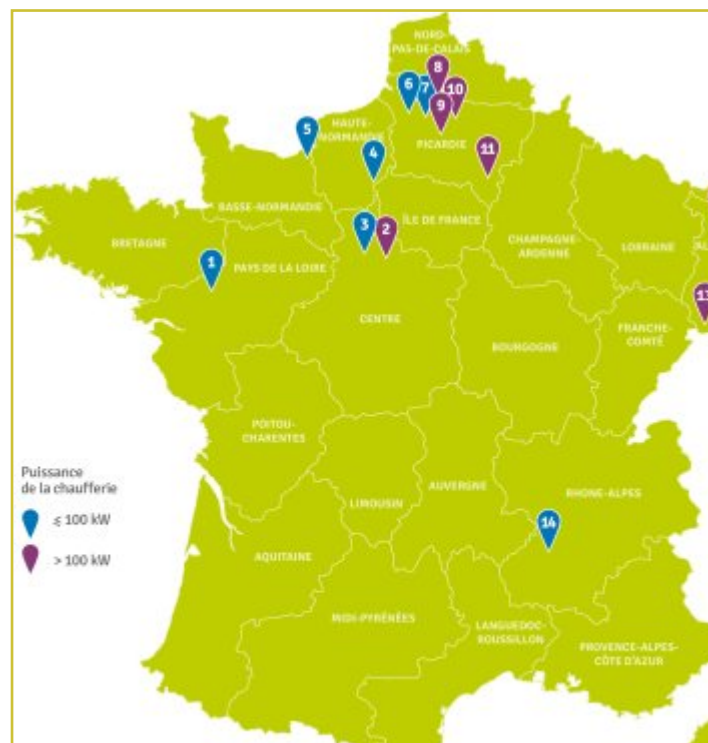 NORD-
PAS-DE-CALAIS
8
6
7
10
9
5
HAUTE-
NORMANDIE
PICARDIE
4
11
BASSE-NORMANDIE
3
2
ÎLE DE FRANCE
BRETAGNE
1
PAYS DE LA LOIRE
CHAMPAGNE-
ARDENNE
LORRAINE
AL
13
CENTRE
BOURGOGNE
FRANCHE-
COMTÉ
POITOU-
CHARENTES
Puissance
de la chaufferie
⩽ 100 kW
> 100 kW
LIMOUSIN
AUVERGNE
RHONE-ALPES
14
AQUITAINE
MIDI-PYRÉNÉES
LANGUEDOC-
ROUSSILLON
PROVENCE-ALPES-
CÔTE D'AZUR